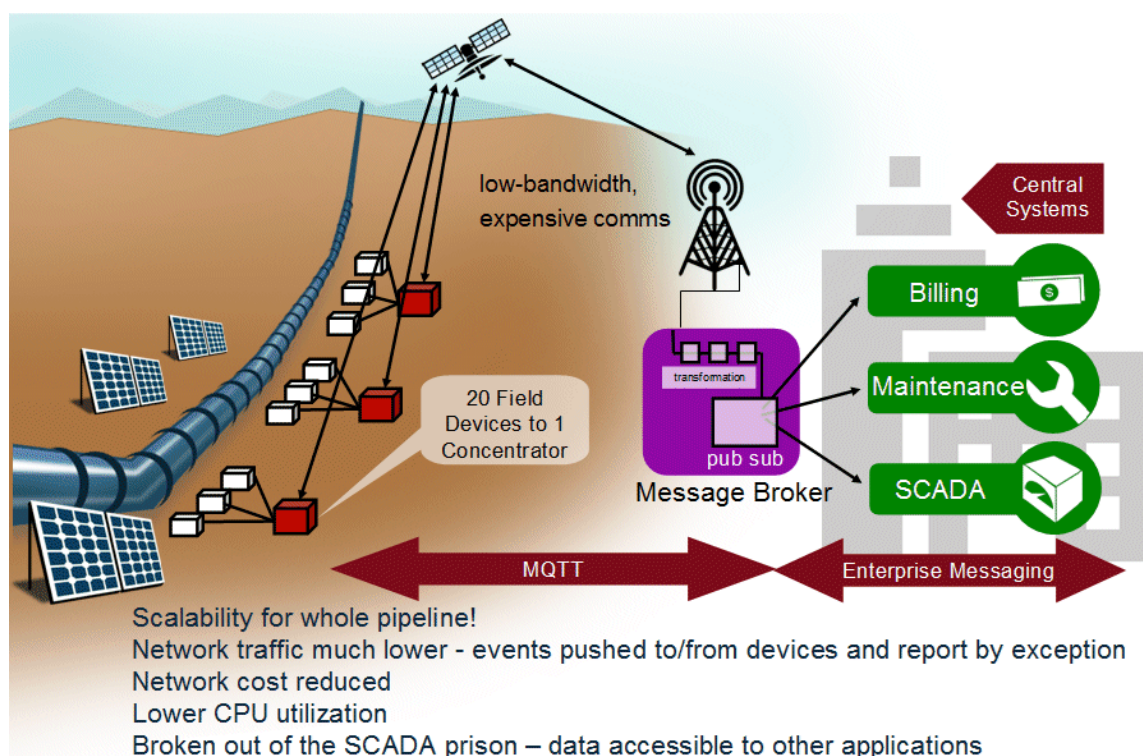 low-bandwidth,
expensive comms
Central
Systems
Billing
transformation
Maintenance
20 Field
Devices to 1
Concentrator
pub sub
SCADA
Message Broker
MQTT
Enterprise Messaging
Scalability for whole pipeline!
Network traffic much lower - events pushed to/from devices and report by exception
Network cost reduced
Lower CPU utilization
Broken out of the SCADA prison – data accessible to other applications